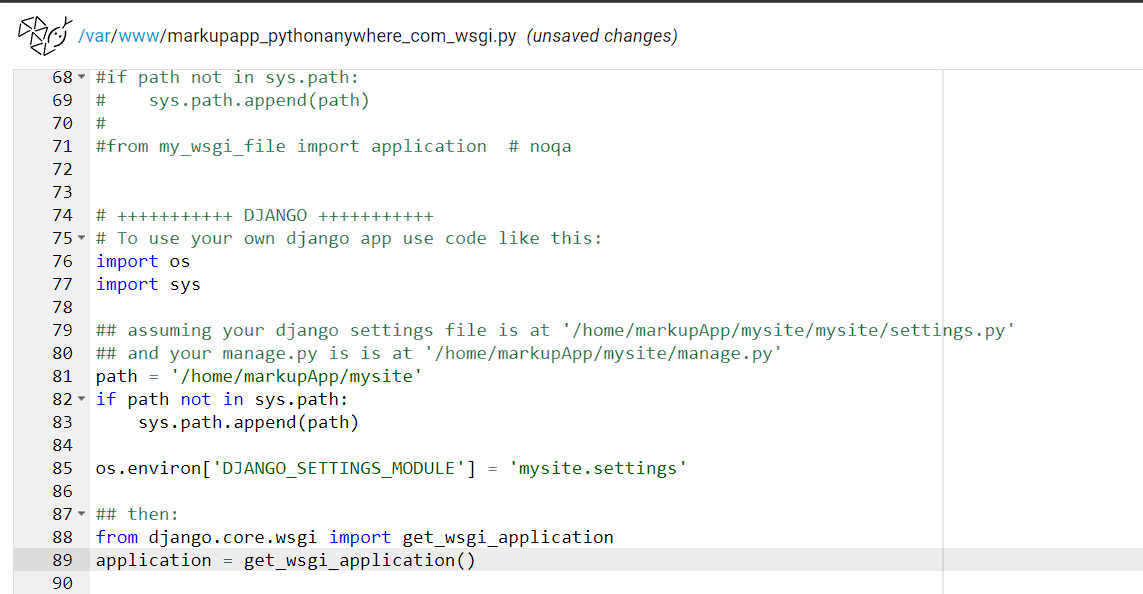 /var/www/markupapp_pythonanywhere_com_wsgi.py (unsaved changes)
68 #if path not in sys.path:
69 #    sys.path.append(path)
70 #
71 #from my_wsgi_file import application  # noqa
72
73
74 # +++++++++++ DJANGO +++++++++++
75 # To use your own django app use code like this:
76 import os
77 import sys
78
79 ## assuming your django settings file is at '/home/markupApp/mysite/mysite/settings.py'
80 ## and your manage.py is is at '/home/markupApp/mysite/manage.py'
81 path = '/home/markupApp/mysite'
82 if path not in sys.path:
83     sys.path.append(path)
84
85 os.environ['DJANGO_SETTINGS_MODULE'] = 'mysite.settings'
86
87 ## then:
88 from django.core.wsgi import get_wsgi_application
89 application = get_wsgi_application()
90